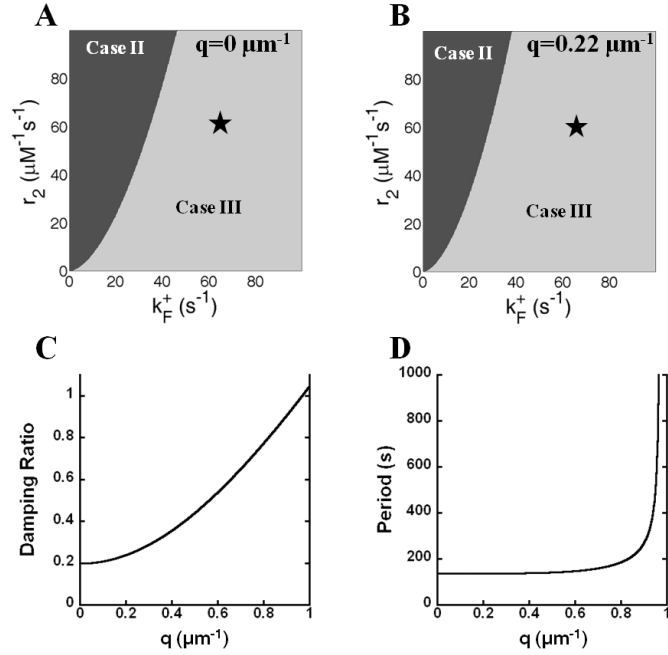 A
Case II
q=0 µm⁻¹
r₂ (µM⁻¹s⁻¹)
80
60
40
20
0
Case III
0 20 40 60 80
k_F⁺ (s⁻¹)
B
Case II
q=0.22 µm⁻¹
r₂ (µM⁻¹s⁻¹)
80
60
40
20
0
Case III
0 20 40 60 80
k_F⁺ (s⁻¹)
C
Damping Ratio
1
0.8
0.6
0.4
0.2
0
0 0.2 0.4 0.6 0.8 1
q (µm⁻¹)
D
Period (s)
1000
800
600
400
200
0
0 0.2 0.4 0.6 0.8 1
q (µm⁻¹)